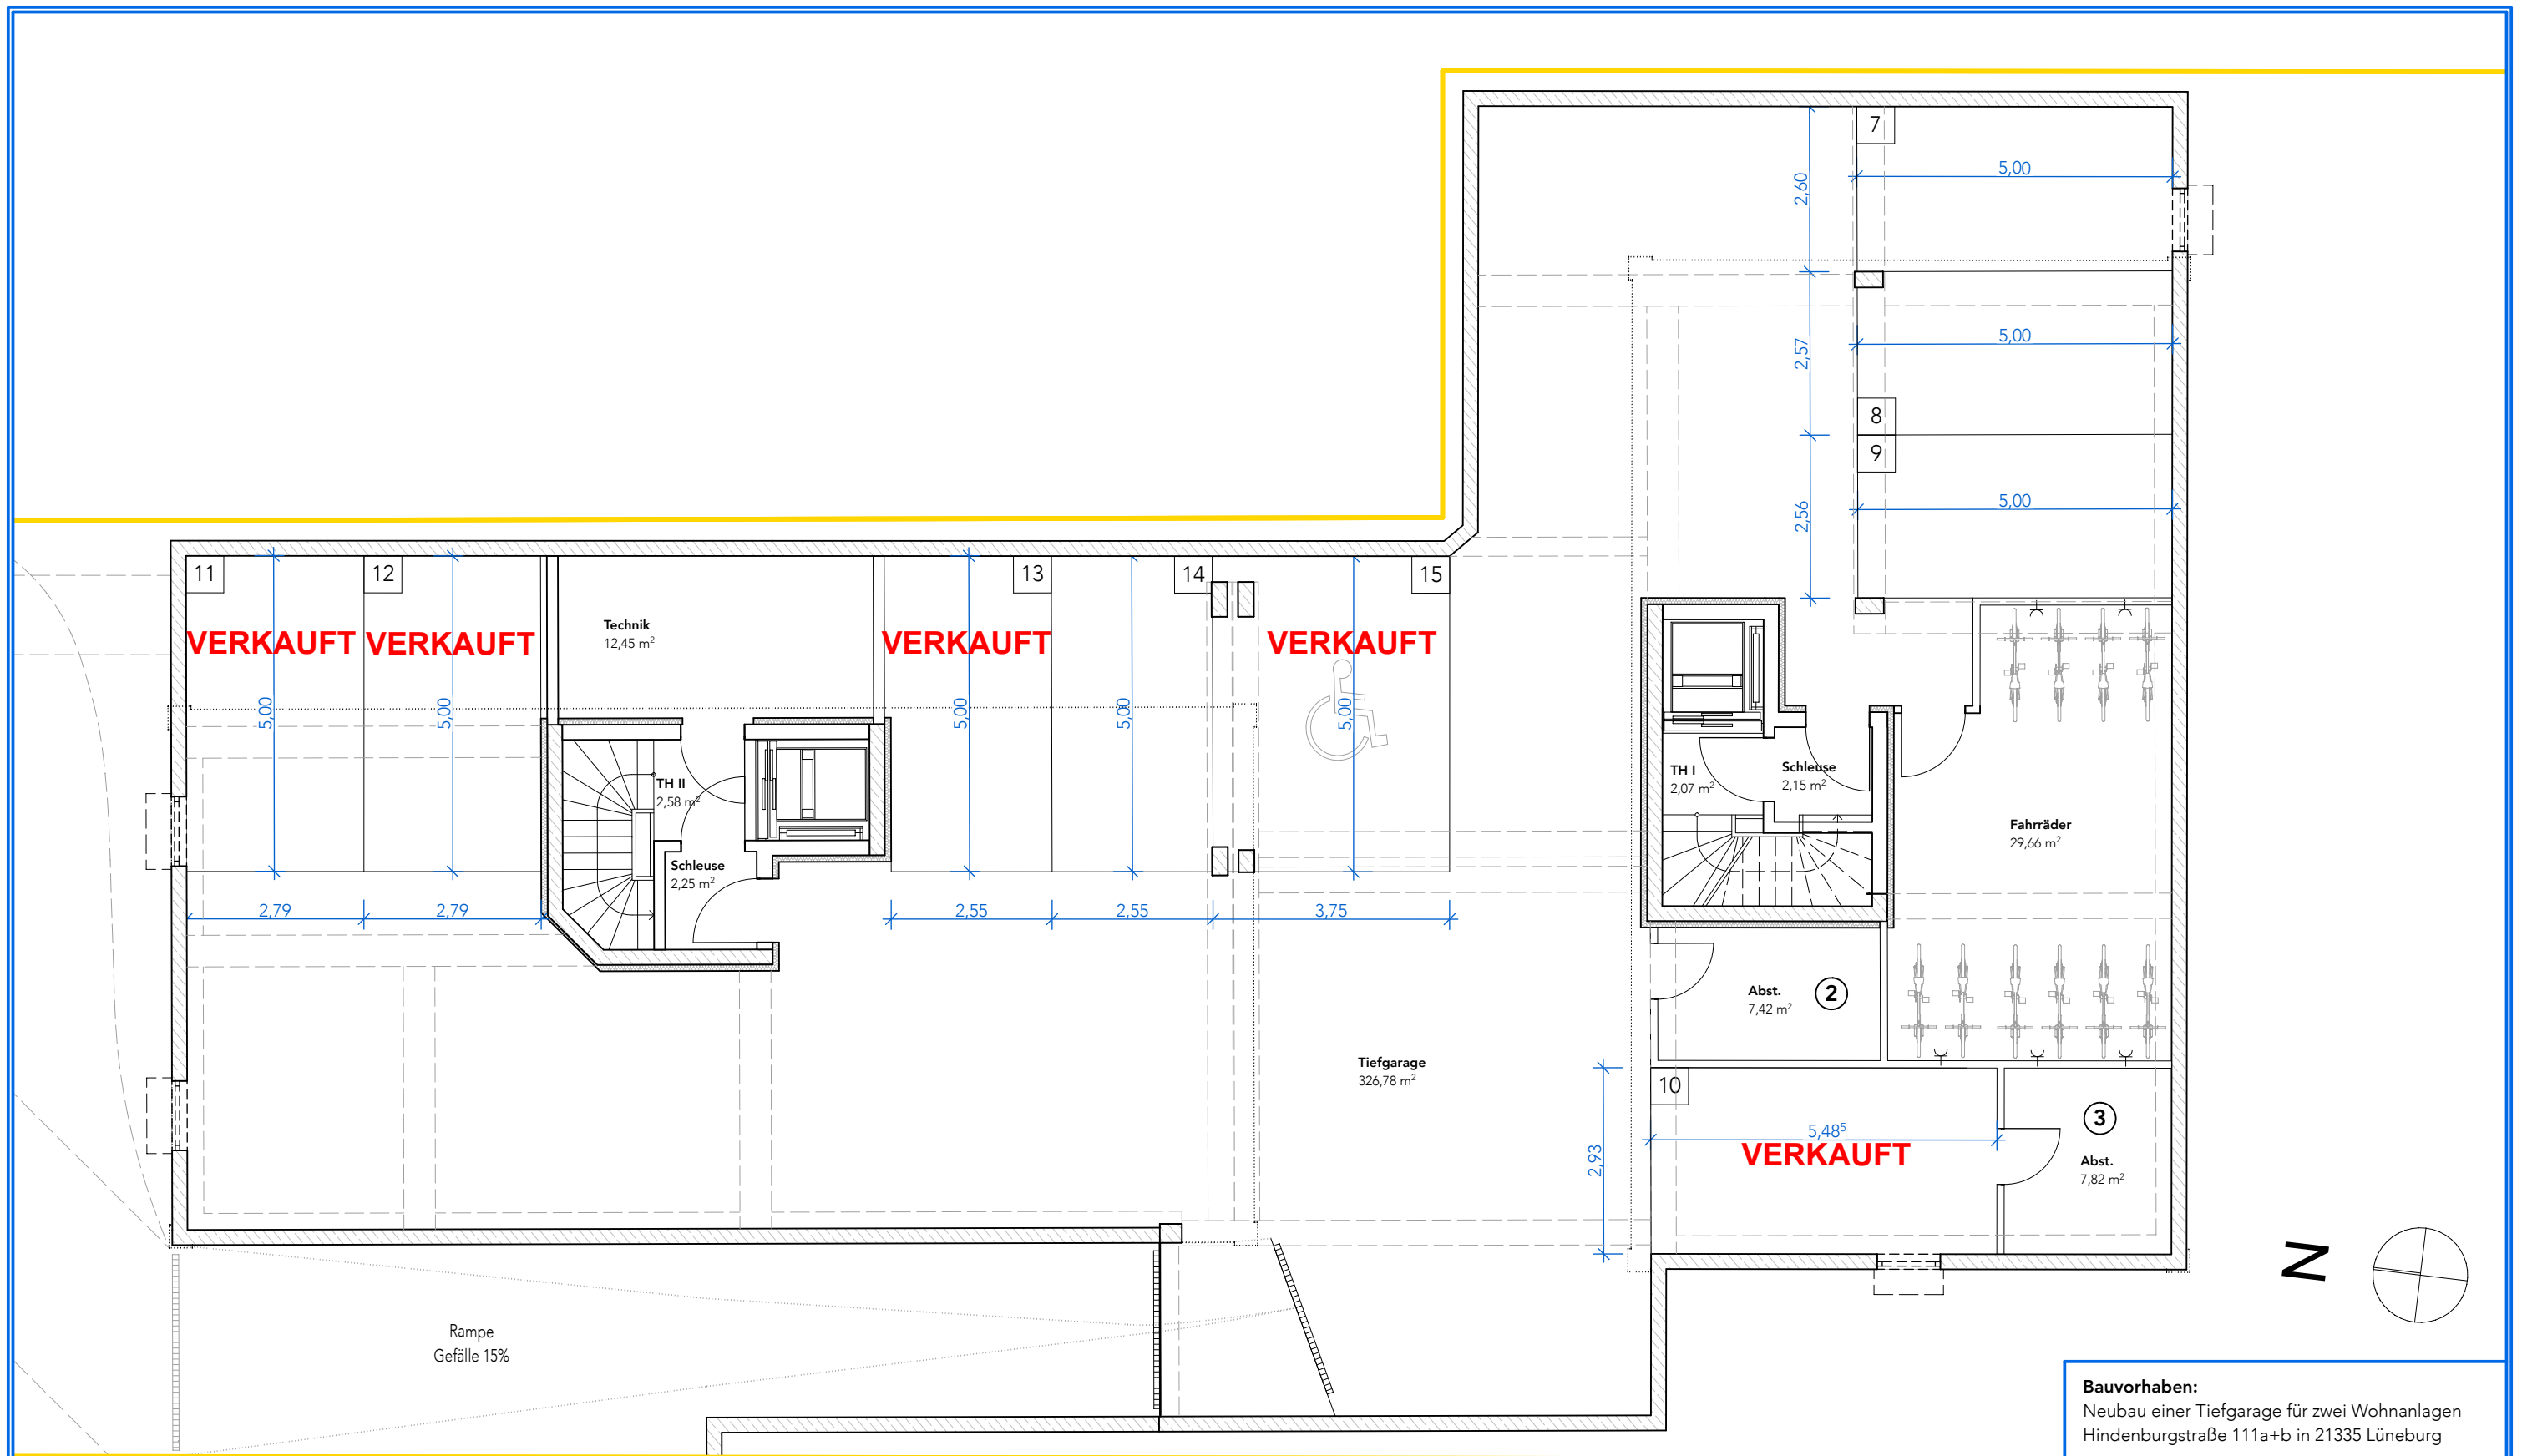 7
5,00
2,60
5,00
2,57
8
9
5,00
2,56
11
12
13
14
15
VERKAUFT
VERKAUFT
Technik
12,45 m²
VERKAUFT
VERKAUFT
5,00
5,00
5,00
5,00
5,00
TH II
2,58 m²
TH I
2,07 m²
Schleuse
2,15 m²
Fahrräder
29,66 m²
Schleuse
2,25 m²
2,79
2,79
2,55
2,55
3,75
Abst.
7,42 m²
2
Tiefgarage
326,78 m²
10
2,93
5,48⁵
VERKAUFT
3
Abst.
7,82 m²
N
Rampe
Gefälle 15%
Bauvorhaben:
Neubau einer Tiefgarage für zwei Wohnanlagen
Hindenburgstraße 111a+b in 21335 Lüneburg